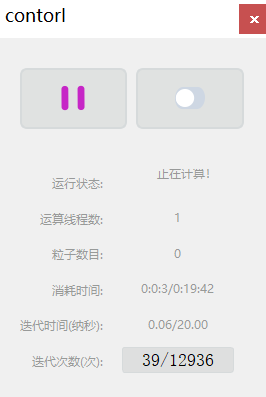 contorl
×
运行状态: 止在计算!
运算线程数: 1
粒子数目: 0
消耗时间: 0:0:3/0:19:42
迭代时间(纳秒): 0.06/20.00
迭代次数(次): 39/12936